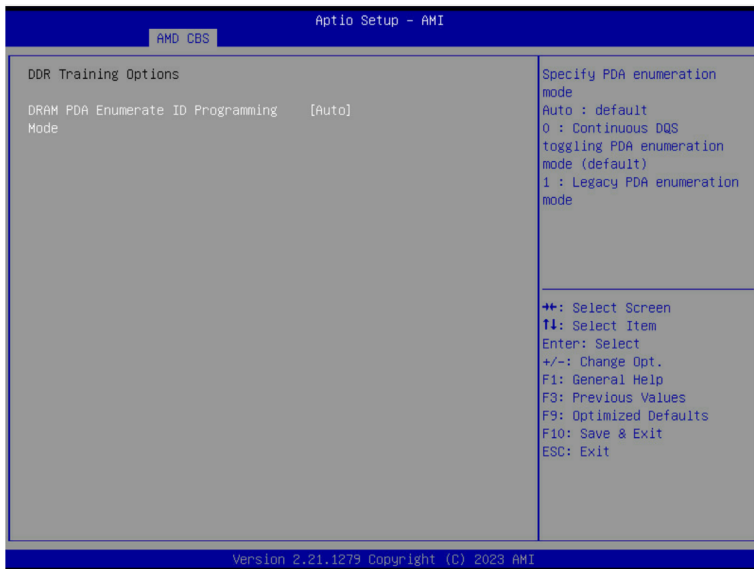 Aptio Setup – AMI
AMD CBS
DDR Training Options
DRAM PDA Enumerate ID Programming [Auto]
Mode
Specify PDA enumeration
mode
Auto : default
0 : Continuous DQS
toggling PDA enumeration
mode (default)
1 : Legacy PDA enumeration
mode
→←: Select Screen
↑↓: Select Item
Enter: Select
+/-: Change Opt.
F1: General Help
F3: Previous Values
F9: Optimized Defaults
F10: Save & Exit
ESC: Exit
Version 2.21.1279 Copyright (C) 2023 AMI